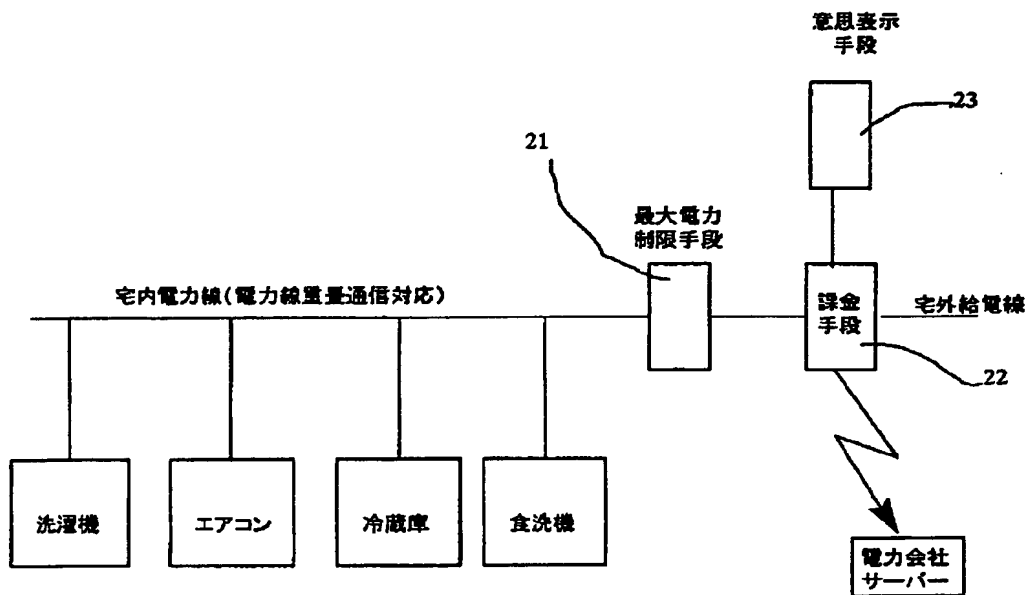 意思表示
手段
23
21
最大電力
制限手段
宅内電力線(電力線重畳通信対応)
課金
手段
宅外給電線
22
洗濯機
エアコン
冷蔵庫
食洗機
電力会社
サーバー